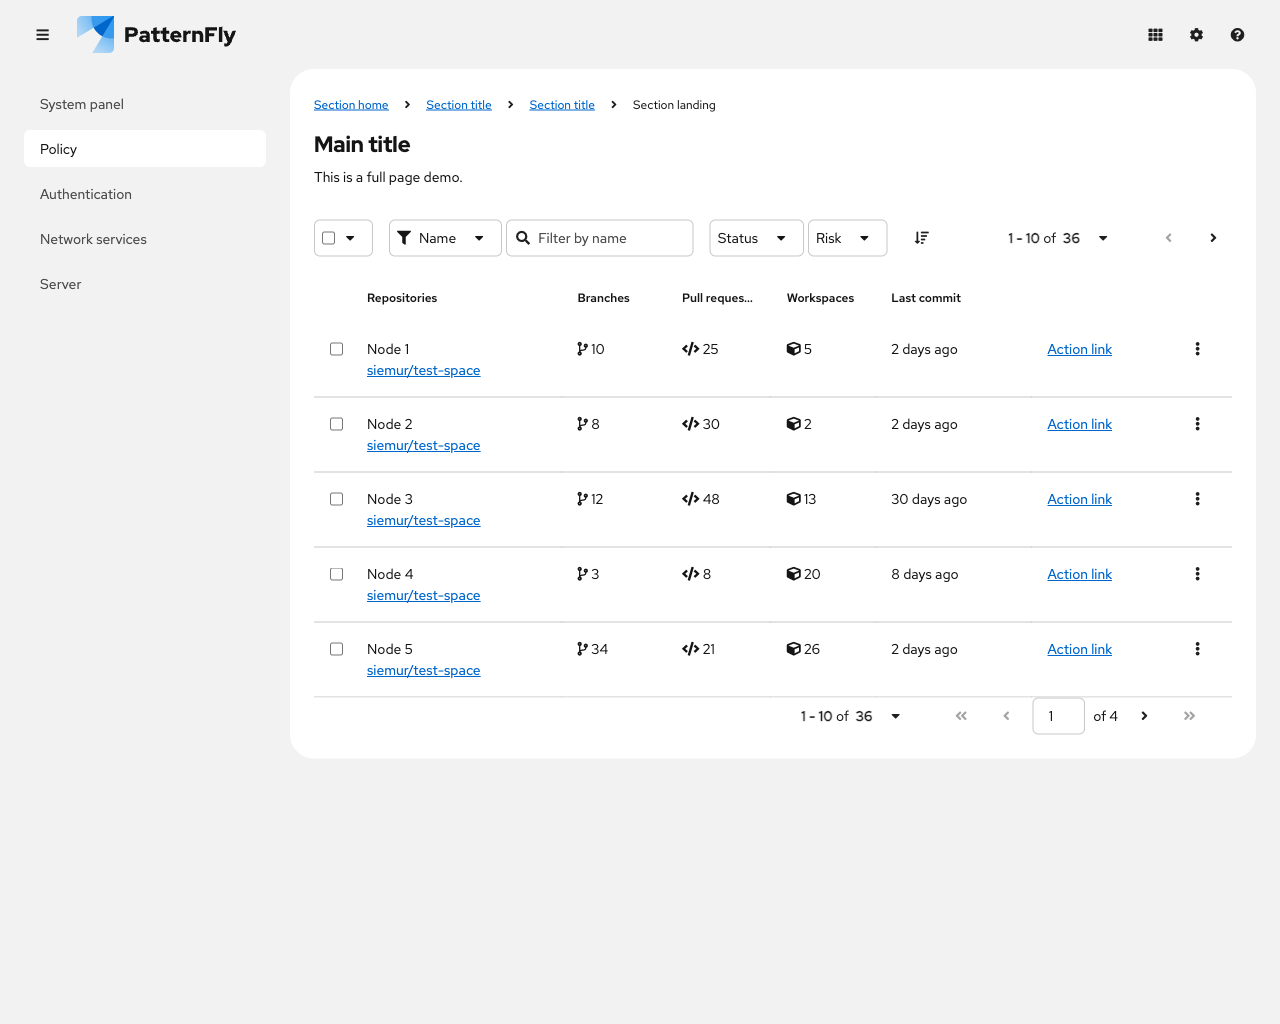 PatternFly
System panel
Policy
Authentication
Network services
Server
Section home
Section title
Section title
Section landing
Main title
This is a full page demo.
Name
Filter by name
Status
Risk
1 - 10 of 36
Repositories Branches Pull reques... Workspaces Last commit
Node 1 10 25 5 2 days ago Action link
siemur/test-space
Node 2 8 30 2 2 days ago Action link
siemur/test-space
Node 3 12 48 13 30 days ago Action link
siemur/test-space
Node 4 3 8 20 8 days ago Action link
siemur/test-space
Node 5 34 21 26 2 days ago Action link
siemur/test-space
1 - 10 of 36 1 of 4